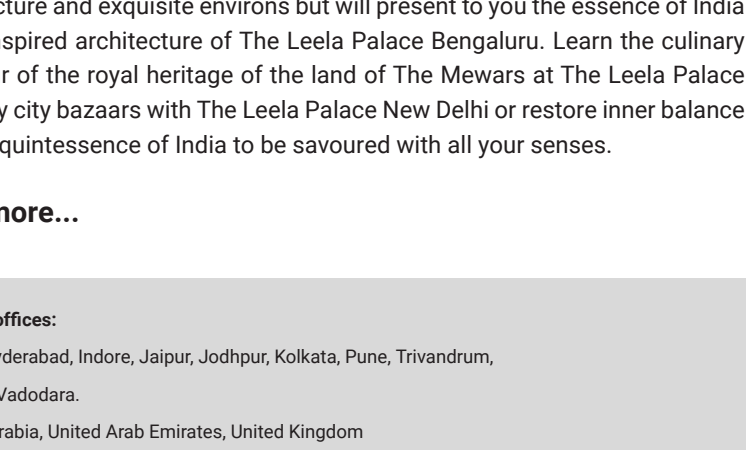 cture and exquisite environs but will present to you the essence of India
nspired architecture of The Leela Palace Bengaluru. Learn the culinary
r of the royal heritage of the land of The Mewars at The Leela Palace
y city bazaars with The Leela Palace New Delhi or restore inner balance
quintessence of India to be savoured with all your senses.
more...
offices:
yderabad, Indore, Jaipur, Jodhpur, Kolkata, Pune, Trivandrum,
Vadodara.
rabia, United Arab Emirates, United Kingdom